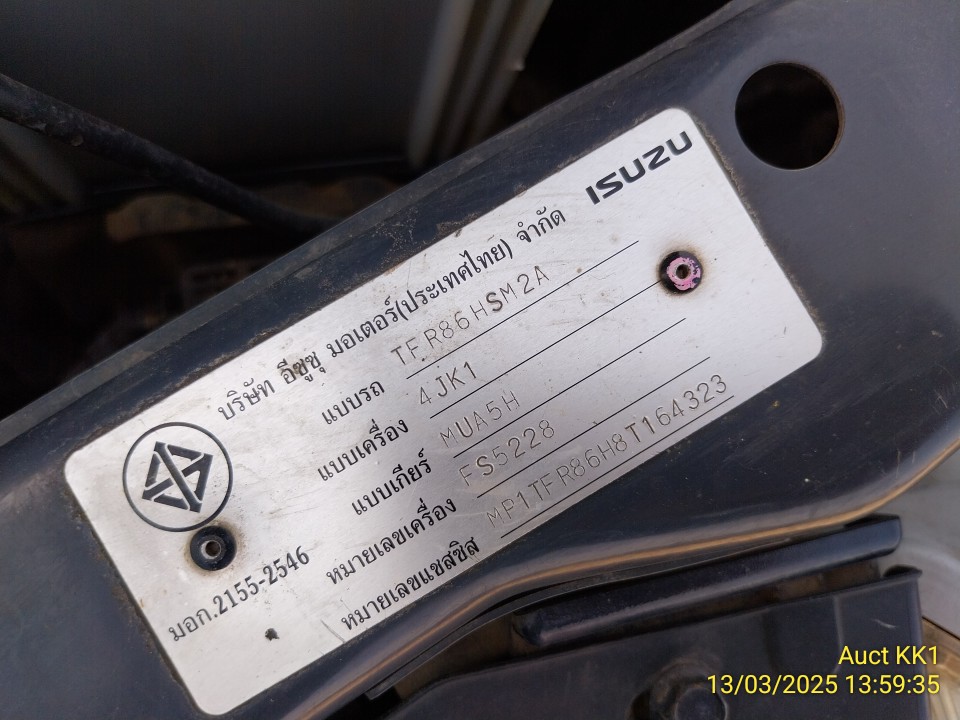 ISUZU
บริษัท อีซูซุ มอเตอร์(ประเทศไทย) จำกัด
แบบรถ TFR86HSM2A
แบบเครื่อง 4JK1
แบบเกียร์ MUA5H
หมายเลขเครื่อง FS5228
หมายเลขแชสซิส MP1TFR86H8T164323
มอก.2155-2546
Auct KK1
13/03/2025 13:59:35